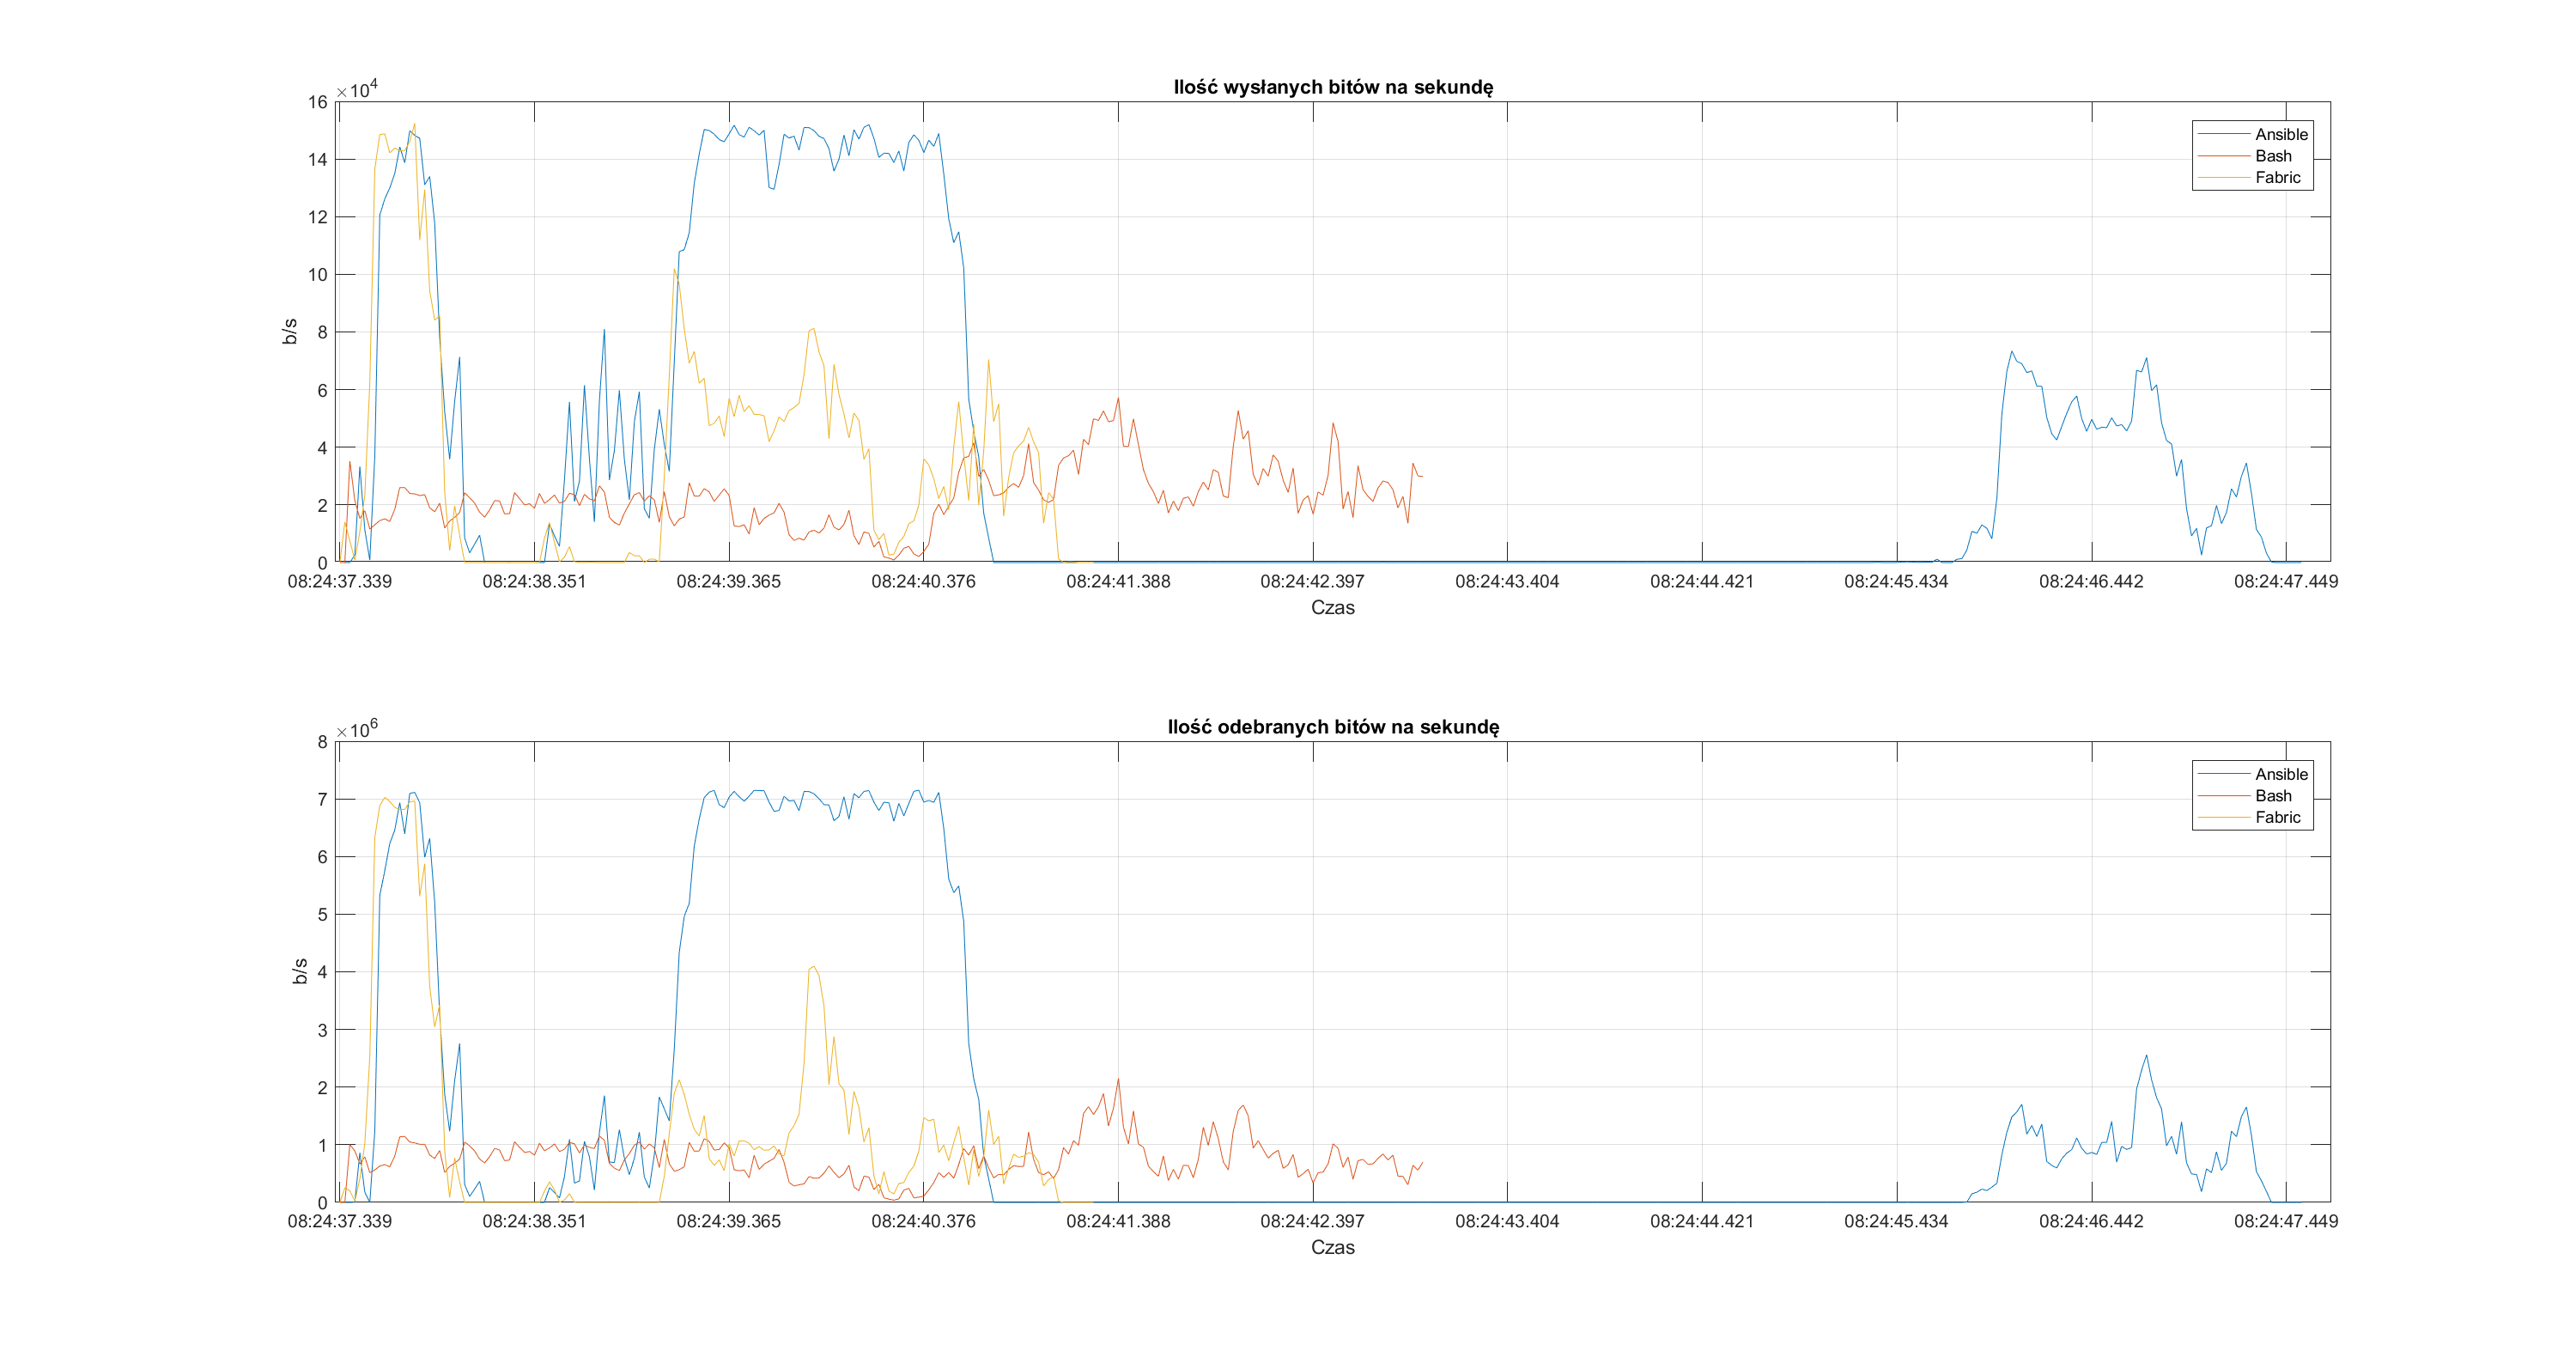 Ilość wysłanych bitów na sekundę
×10⁴
16
14
12
10
8
6
4
2
0
b/s
Ansible
Bash
Fabric
08:24:37.339 08:24:38.351 08:24:39.365 08:24:40.376 08:24:41.388 08:24:42.397 08:24:43.404 08:24:44.421 08:24:45.434 08:24:46.442 08:24:47.449
Czas
Ilość odebranych bitów na sekundę
×10⁶
8
7
6
5
4
3
2
1
0
b/s
Ansible
Bash
Fabric
08:24:37.339 08:24:38.351 08:24:39.365 08:24:40.376 08:24:41.388 08:24:42.397 08:24:43.404 08:24:44.421 08:24:45.434 08:24:46.442 08:24:47.449
Czas